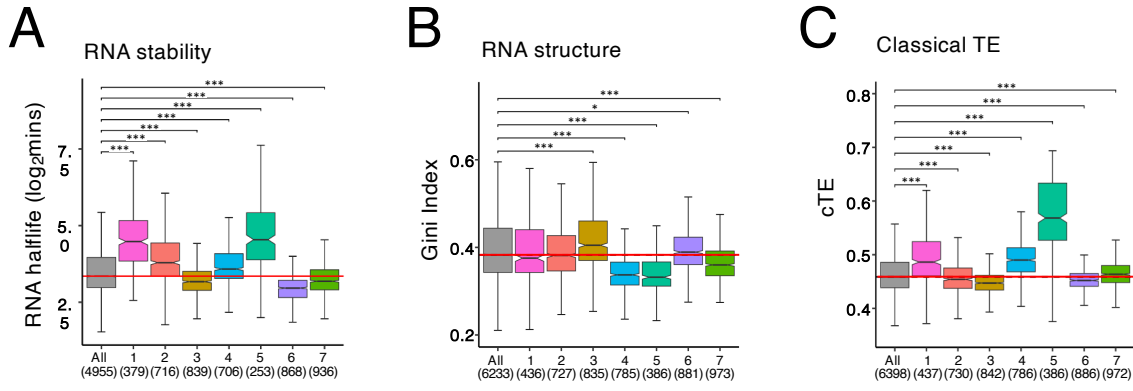 A
RNA stability
RNA halflife (log2mins)
7.
5
5.
0
2.
5
***
***
***
***
***
***
***
All 1 2 3 4 5 6 7
(4955) (379) (716) (839) (706) (253) (868) (936)
B
RNA structure
Gini Index
0.6
0.4
0.2
***
*
***
***
***
All 1 2 3 4 5 6 7
(6233) (436) (727) (835) (785) (386) (881) (973)
C
Classical TE
cTE
0.8
0.7
0.6
0.5
0.4
***
***
***
***
***
***
***
All 1 2 3 4 5 6 7
(6398) (437) (730) (842) (786) (386) (886) (972)